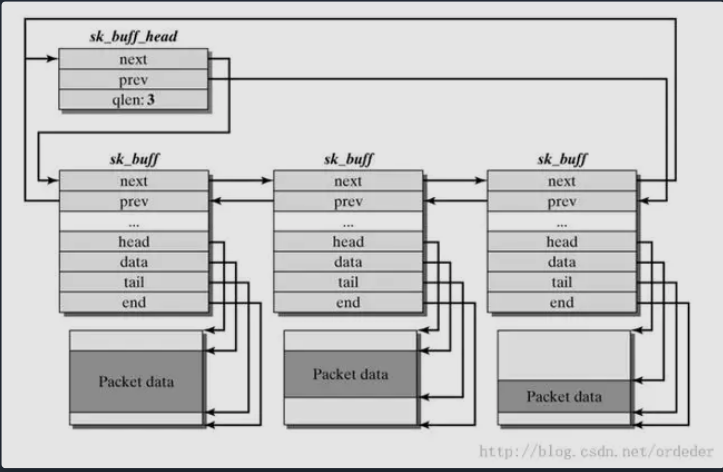 sk_buff_head
next
prev
qlen: 3
sk_buff sk_buff sk_buff
next next next
prev prev prev
... ... ...
head head head
data data data
tail tail tail
end end end
Packet data Packet data Packet data
http://blog.csdn.net/ordeder